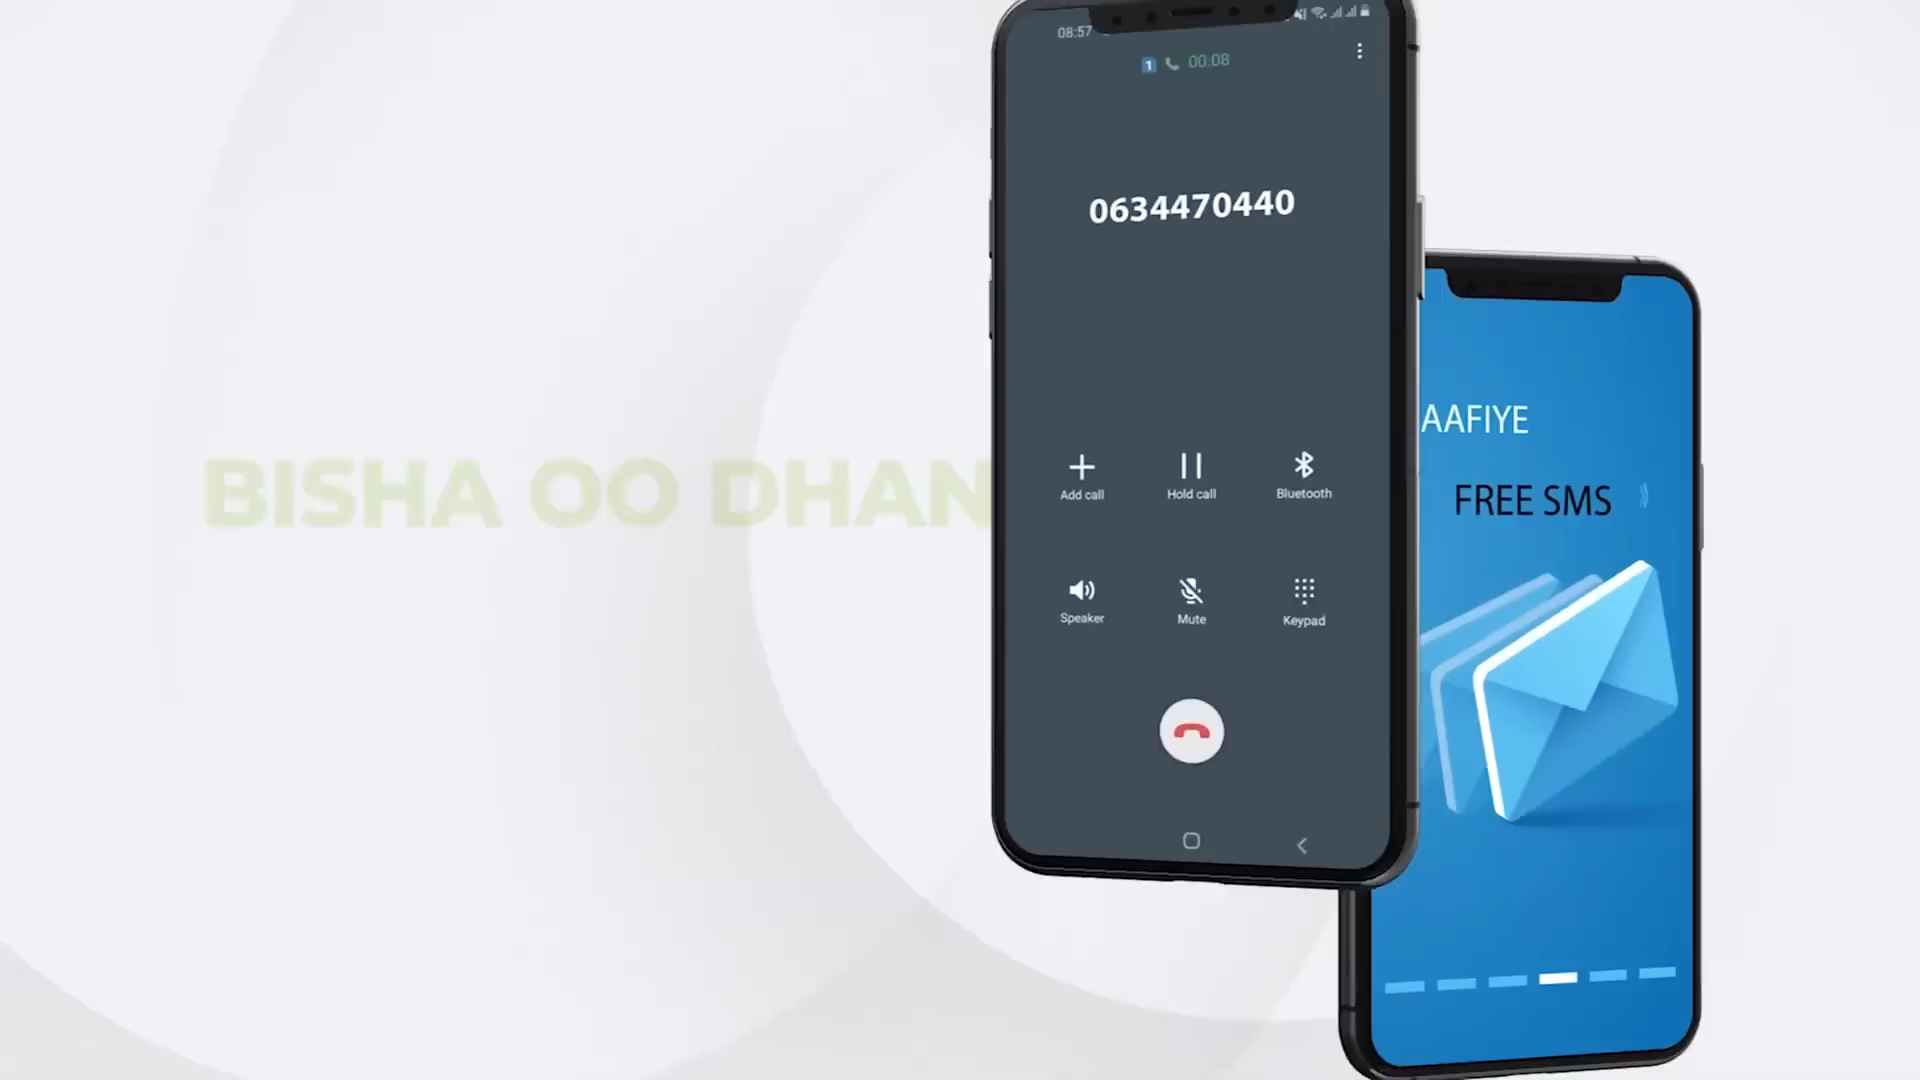 BISHA OO DHAN
08:57
1 00:08
0634470440
Add call
Hold call
Bluetooth
Speaker
Mute
Keypad
AAFIYE
FREE SMS